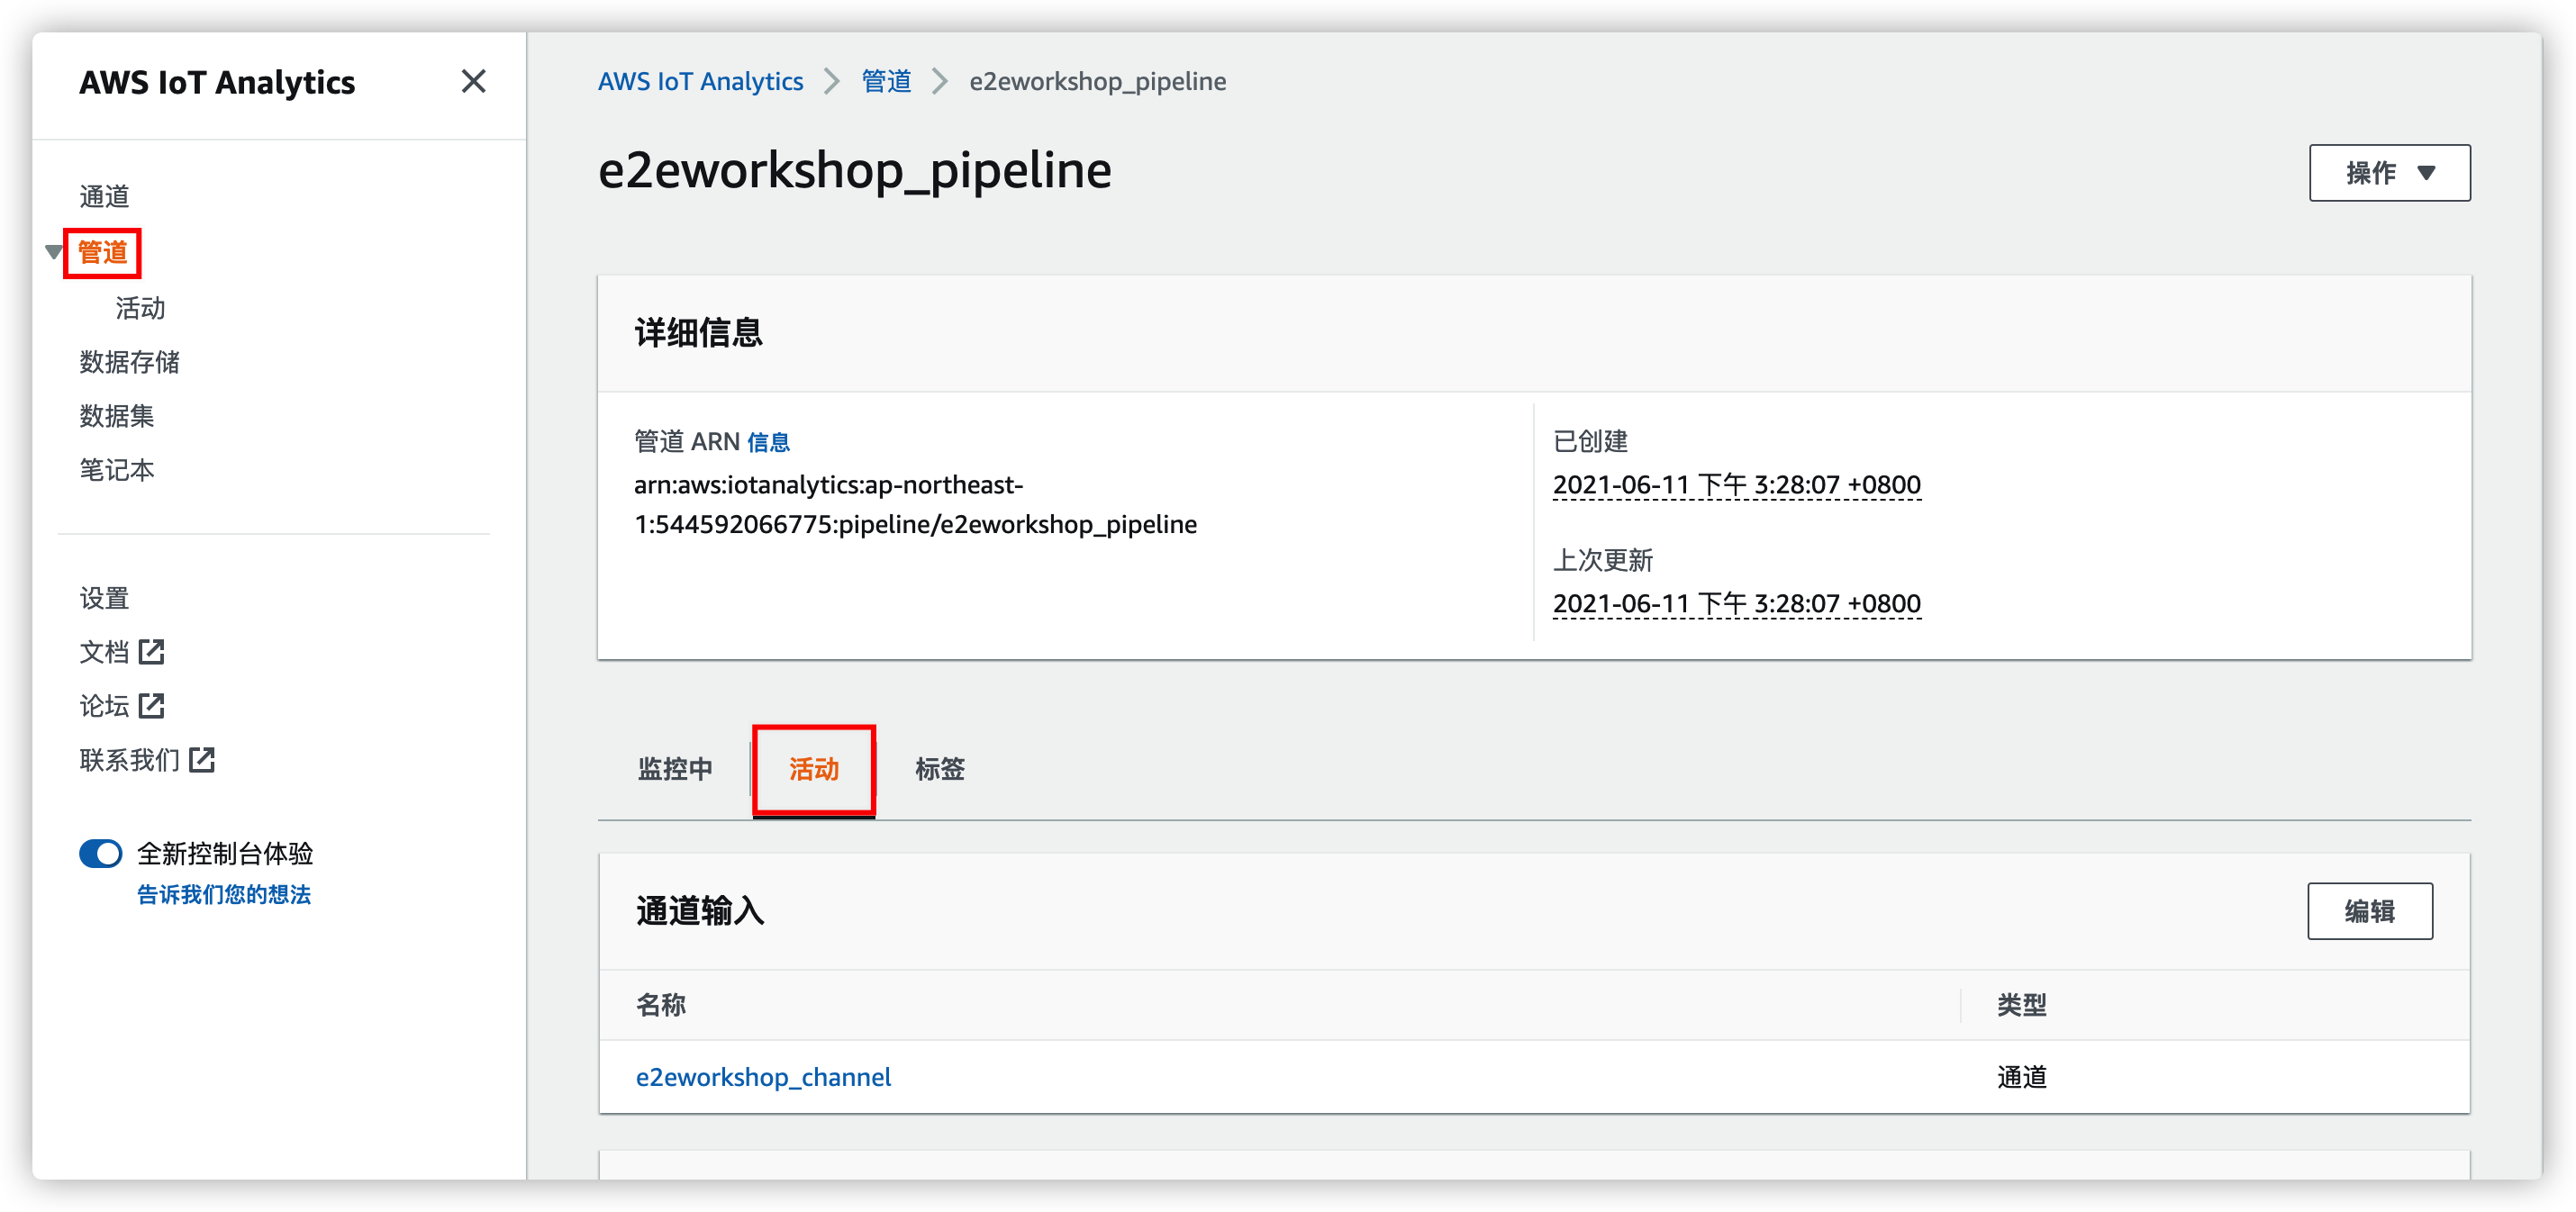 AWS IoT Analytics
通道
管道
活动
数据存储
数据集
笔记本
设置
文档
论坛
联系我们
全新控制台体验
告诉我们您的想法
AWS IoT Analytics 管道 e2eworkshop_pipeline
e2eworkshop_pipeline
操作
详细信息
管道 ARN 信息
arn:aws:iotanalytics:ap-northeast-
1:544592066775:pipeline/e2eworkshop_pipeline
已创建
2021-06-11 下午 3:28:07 +0800
上次更新
2021-06-11 下午 3:28:07 +0800
监控中 活动 标签
通道输入
编辑
名称 类型
e2eworkshop_channel 通道